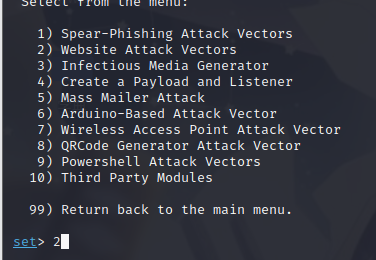 Select from the menu:
1) Spear-Phishing Attack Vectors
2) Website Attack Vectors
3) Infectious Media Generator
4) Create a Payload and Listener
5) Mass Mailer Attack
6) Arduino-Based Attack Vector
7) Wireless Access Point Attack Vector
8) QRCode Generator Attack Vector
9) Powershell Attack Vectors
10) Third Party Modules
99) Return back to the main menu.
set> 2